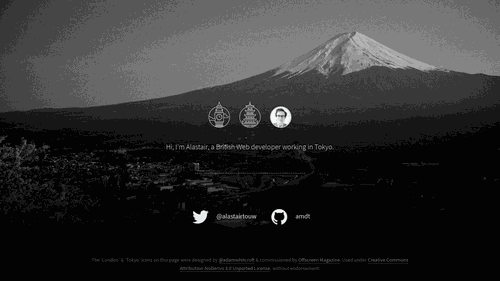 Hi, I'm Alastair, a British Web developer working in Tokyo.
@alastairtouw arndt
The 'London' & 'Tokyo' icons on this page were designed by & commissioned by Offscreen Magazine. Used under Creative Commons
Attribution-NoDerivs 3.0 Unported License, without endorsement.